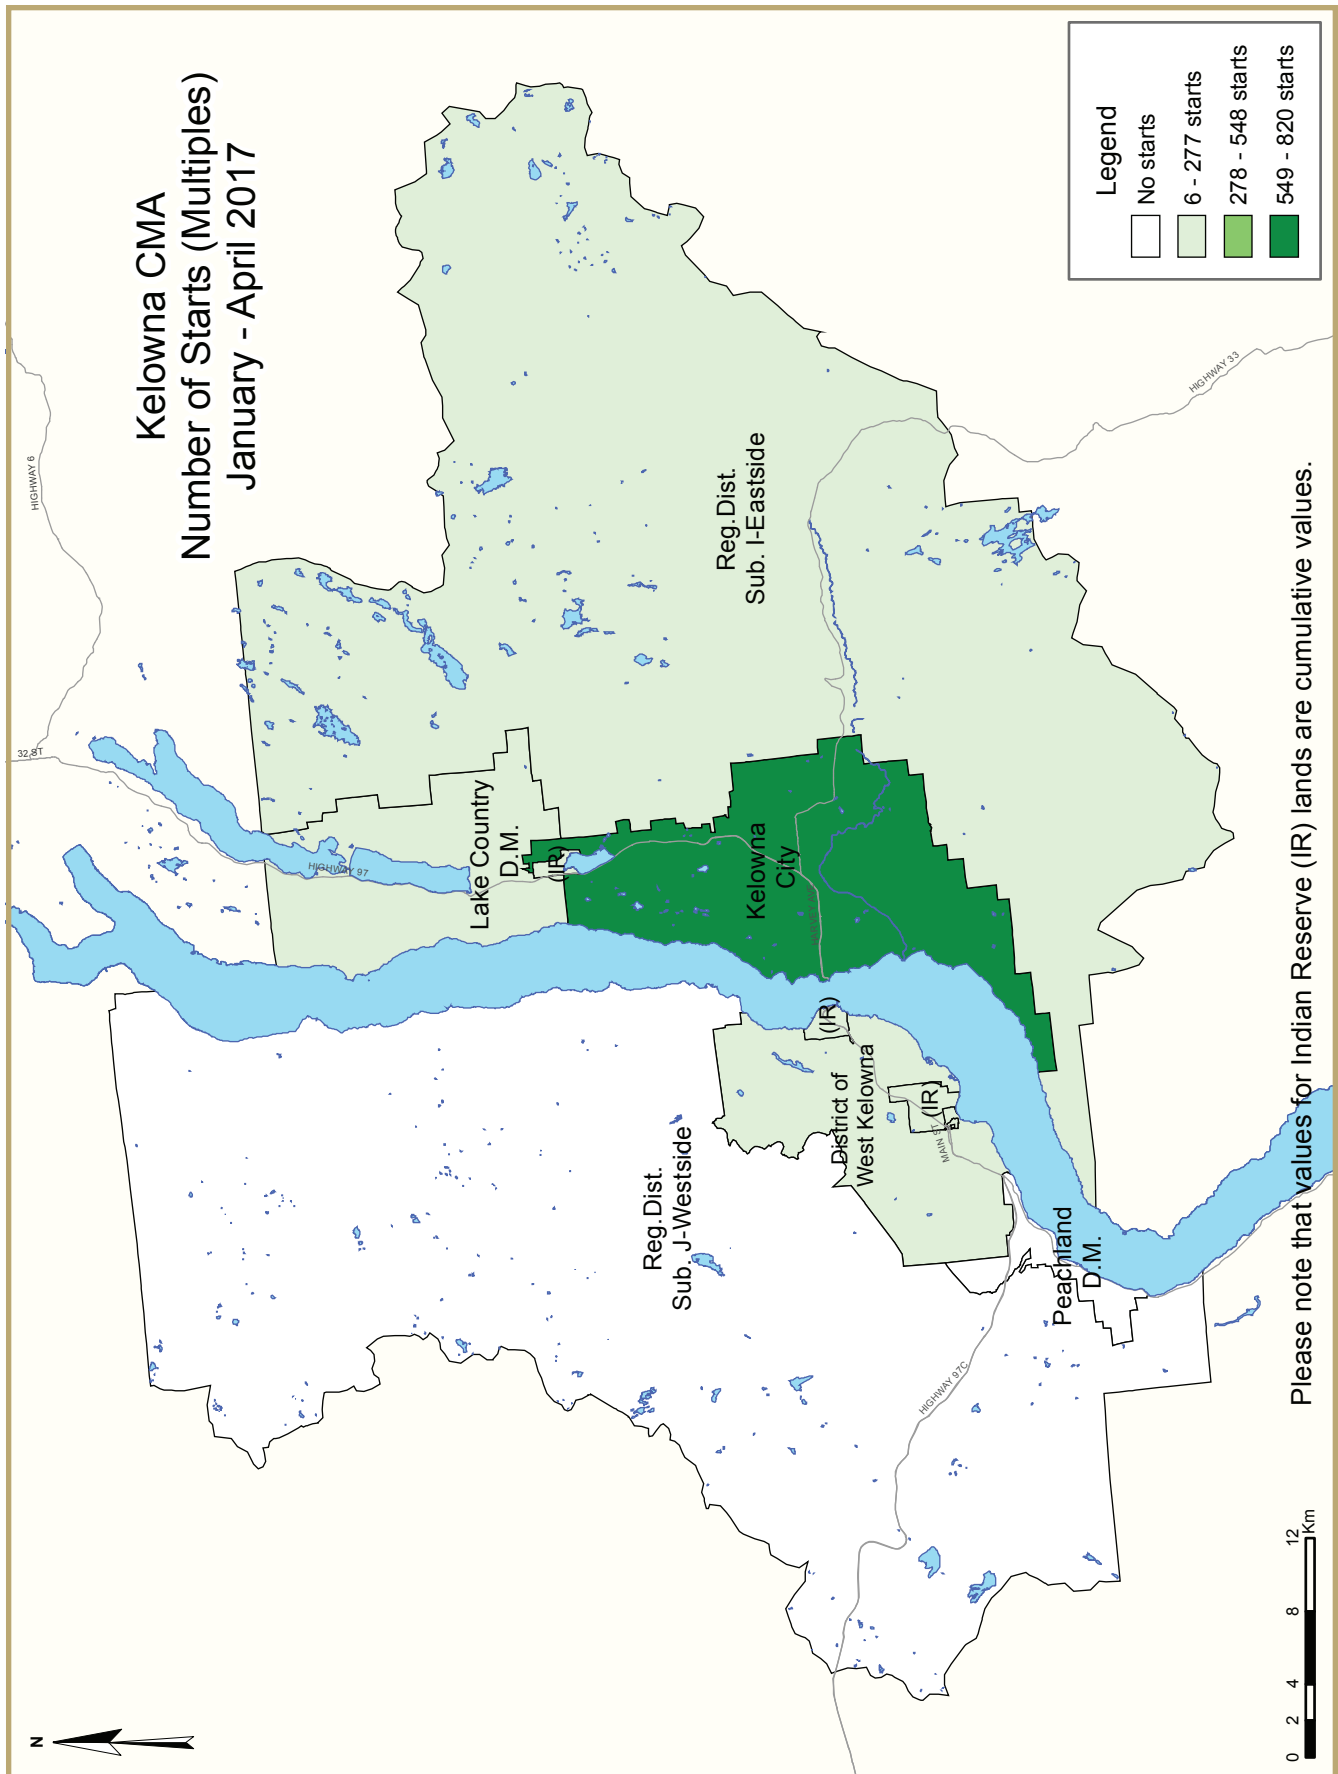 Kelowna CMA
Number of Starts (Multiples)
January - April 2017
N
HIGHWAY 6
32 ST
HIGHWAY 97
Lake Country
D.M.
(IR)
Reg.Dist.
Sub. I-Eastside
Kelowna
City
Reg.Dist.
Sub. J-Westside
(IR)
District of
West Kelowna
(IR)
MAIN ST
Peachland
D.M.
HIGHWAY 97C
HIGHWAY 33
Legend
No starts
6 - 277 starts
278 - 548 starts
549 - 820 starts
0 2 4 8 12
Km
Please note that values for Indian Reserve (IR) lands are cumulative values.